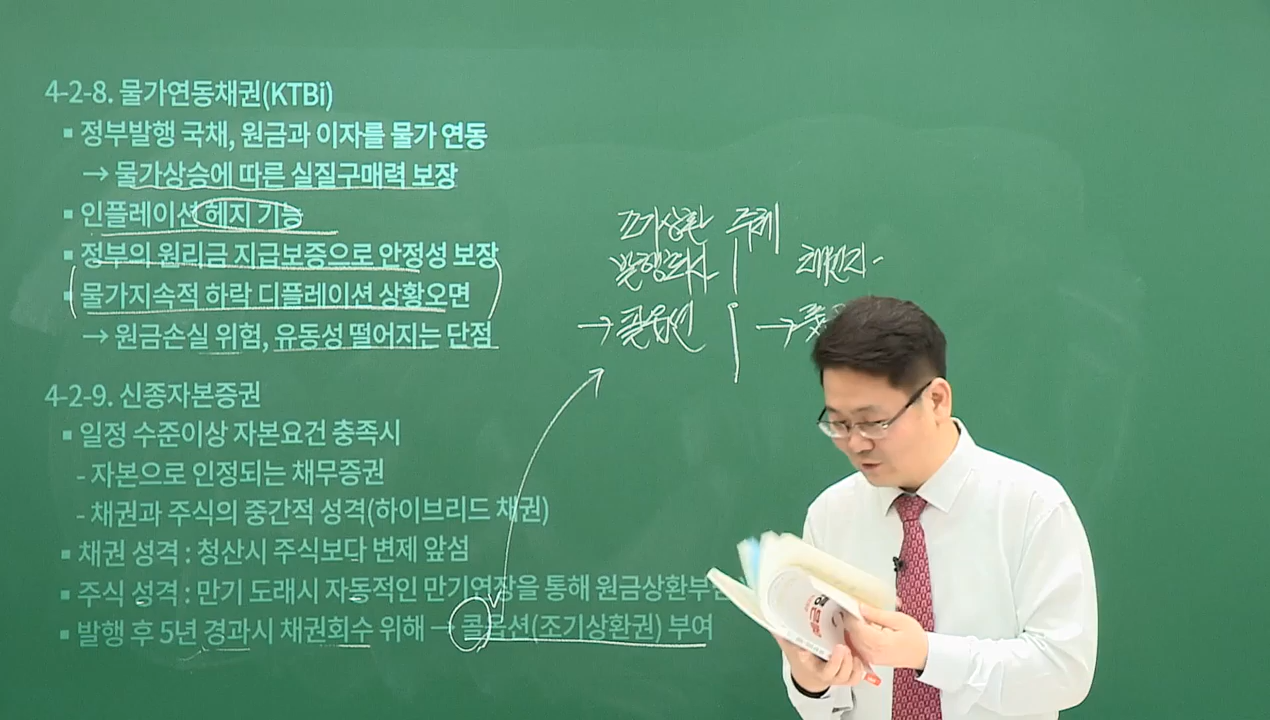 4-2-8. 물가연동채권(KTBi)
▪ 정부발행 국채, 원금과 이자를 물가 연동
→ 물가상승에 따른 실질구매력 보장
▪ 인플레이션 헤지 기능
▪ 정부의 원리금 지급보증으로 안정성 보장
▪ 물가지속적 하락 디플레이션 상황오면
→ 원금손실 위험, 유동성 떨어지는 단점
4-2-9. 신종자본증권
▪ 일정 수준이상 자본요건 충족시
- 자본으로 인정되는 채무증권
- 채권과 주식의 중간적 성격(하이브리드 채권)
▪ 채권 성격 : 청산시 주식보다 변제 앞섬
▪ 주식 성격 : 만기 도래시 자동적인 만기연장을 통해 원금상환부
▪ 발행 후 5년 경과시 채권회수 위해 → 콜옵션(조기상환권) 부여
조기상환 주체
발행회사
채권자
→ 콜옵션 →